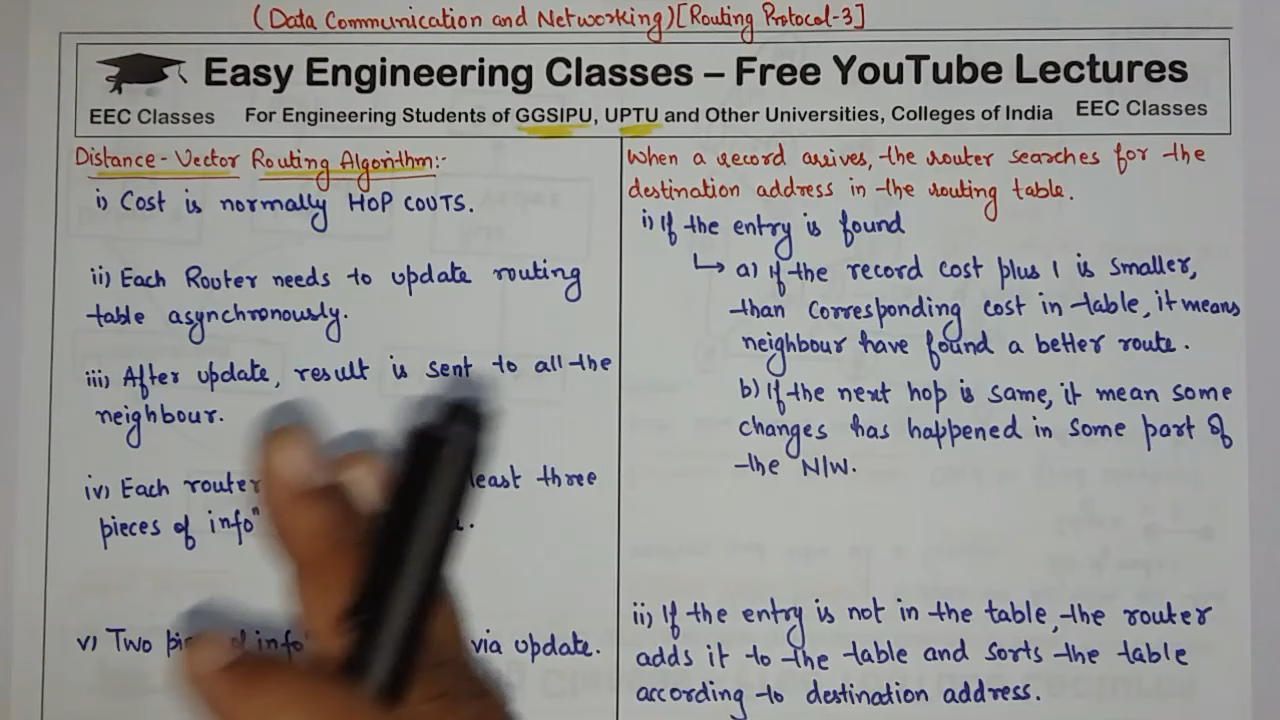 (Data Communication and Networking)[Routing Protocol-3]
Easy Engineering Classes – Free YouTube Lectures
EEC Classes For Engineering Students of GGSIPU, UPTU and Other Universities, Colleges of India EEC Classes
Distance-Vector Routing Algorithm:-
i) Cost is normally HOP COUTS.
ii) Each Router needs to update routing
table asynchronously.
iii) After update, result is sent to all the
neighbour.
iv) Each router least three
pieces of infoⁿ
v) Two of info via update.
When a record arrives, the router searches for the
destination address in the routing table.
i) If the entry is found
↳ a) if the record cost plus 1 is smaller,
than corresponding cost in table, it means
neighbour have found a better route.
b) If the next hop is same, it mean some
changes has happened in some part of
the N/W.
ii) If the entry is not in the table, the router
adds it to the table and sorts the table
according to destination address.